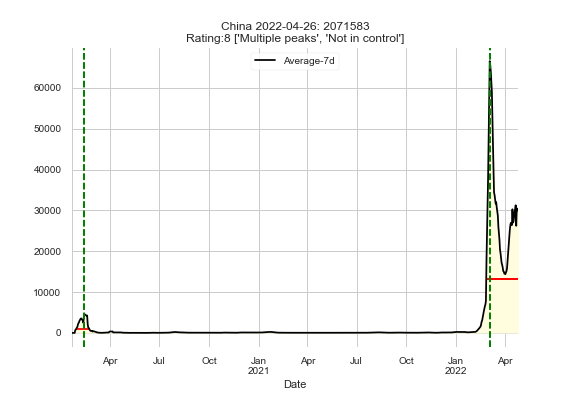 China 2022-04-26: 2071583
Rating:8 ['Multiple peaks', 'Not in control']
Average-7d
60000
50000
40000
30000
20000
10000
0
Apr Jul Oct Jan Apr Jul Oct Jan Apr
2021 2022
Date